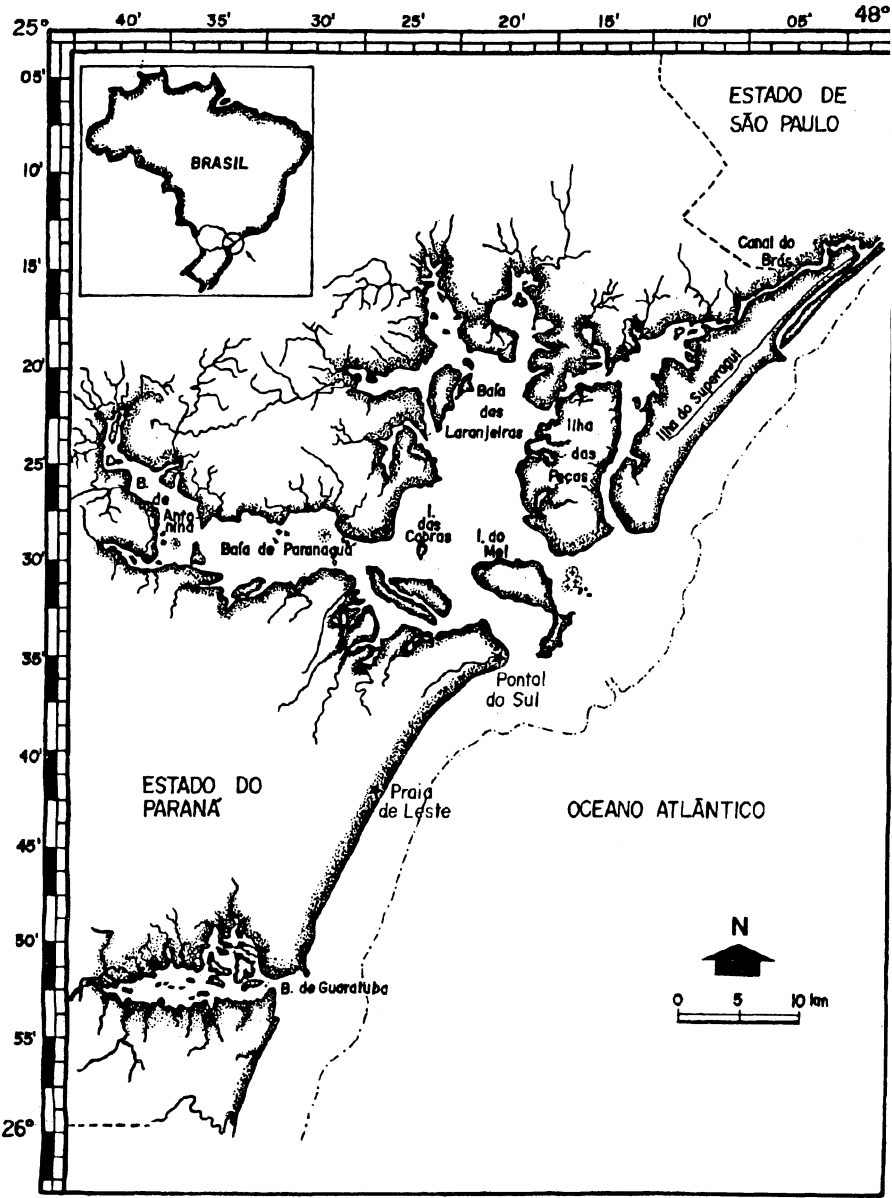 25° 40' 30' 25' 20' 15' 10' 05' 48°
05'
10'
15'
20'
25'
30'
35'
40'
45'
50'
55'
26°
BRASIL
ESTADO DE
SÃO PAULO
Canal do
Brás
Ilha do Superagui
Baía
das
Laranjeiras
Ilha
das
Peças
B.
de
Anto
nina
Baía de Paranaguá
I.
das
Cobras
I. do
Mel
Pontal
do Sul
ESTADO DO
PARANÁ
Praia
de Leste
OCEANO ATLÂNTICO
B. de Guaratuba
N
0 5 10 km